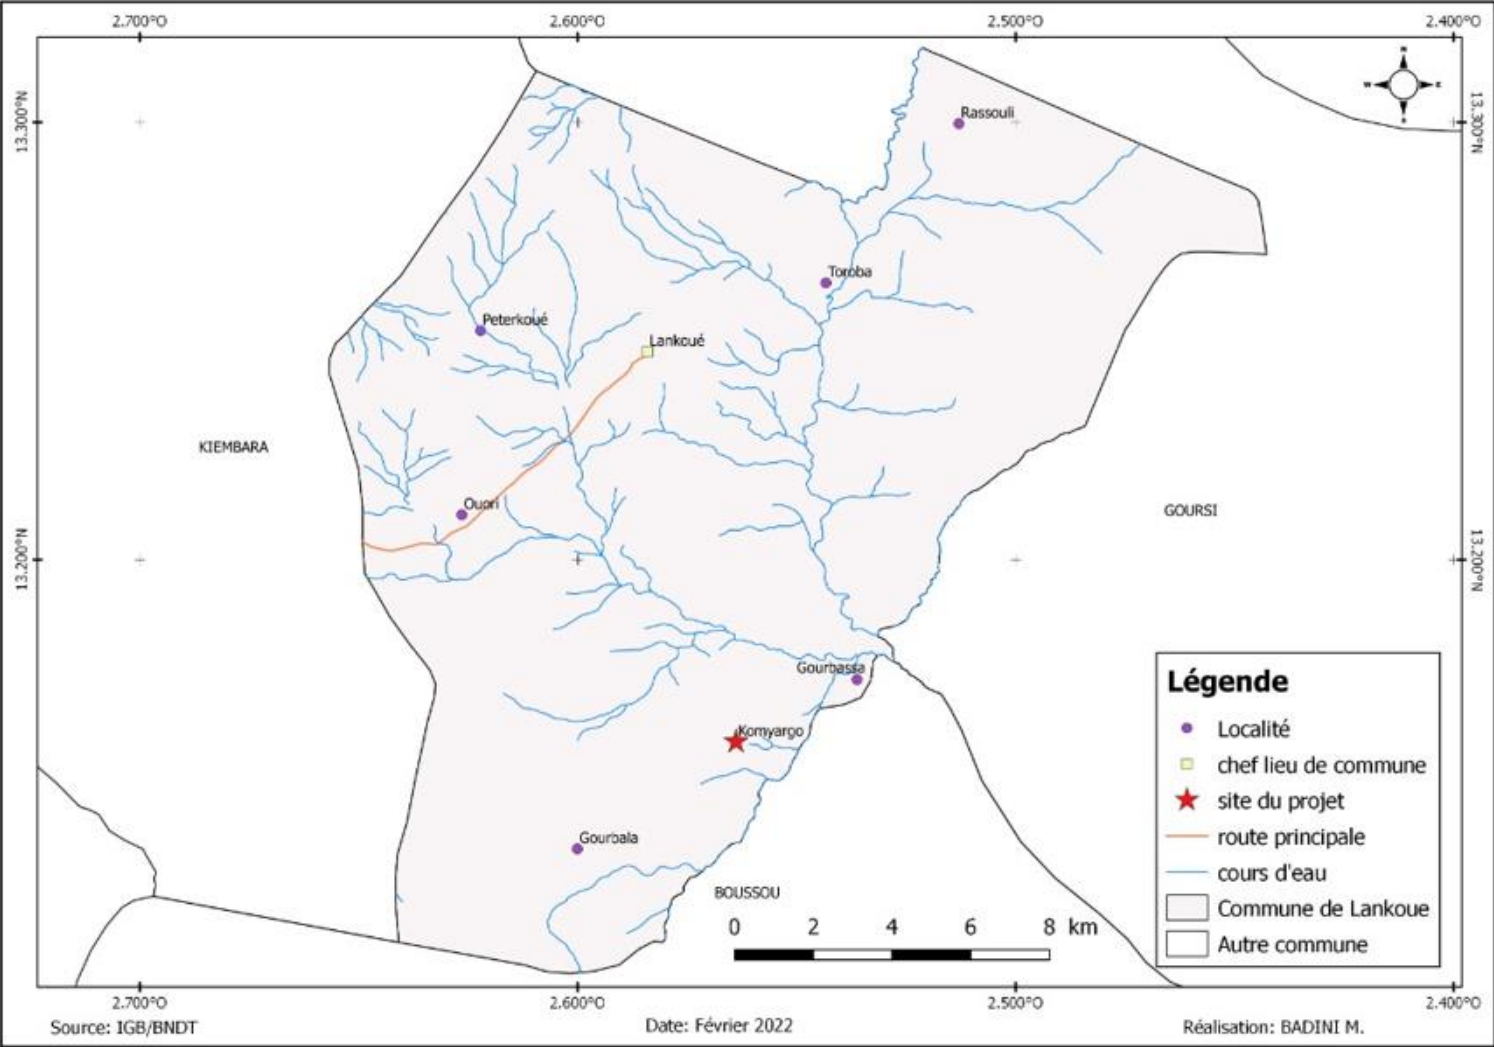 2.700°O 2.600°O 2.500°O 2.400°O
N
W E
S
13.300°N
13.300°N
Rassouli
Toroba
Peterkoué
Lankoué
KIEMBARA
Ouori
GOURSI
13.200°N
13.200°N
Gourbassa
Komyargo
Gourbala
BOUSSOU
0 2 4 6 8 km
Légende
Localité
chef lieu de commune
site du projet
route principale
cours d'eau
Commune de Lankoue
Autre commune
2.700°O 2.600°O 2.500°O 2.400°O
Source: IGB/BNDT Date: Février 2022 Réalisation: BADINI M.